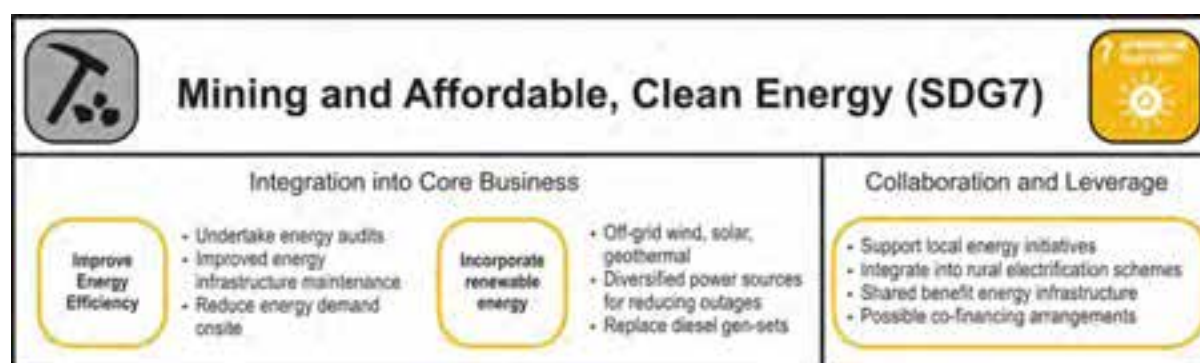 Mining and Affordable, Clean Energy (SDG7)
7
Integration into Core Business
Improve
Energy
Efficiency
• Undertake energy audits
• Improved energy
infrastructure maintenance
• Reduce energy demand
onsite
Incorporate
renewable
energy
• Off-grid wind, solar,
geothermal
• Diversified power sources
for reducing outages
• Replace diesel gen-sets
Collaboration and Leverage
• Support local energy initiatives
• Integrate into rural electrification schemes
• Shared benefit energy infrastructure
• Possible co-financing arrangements